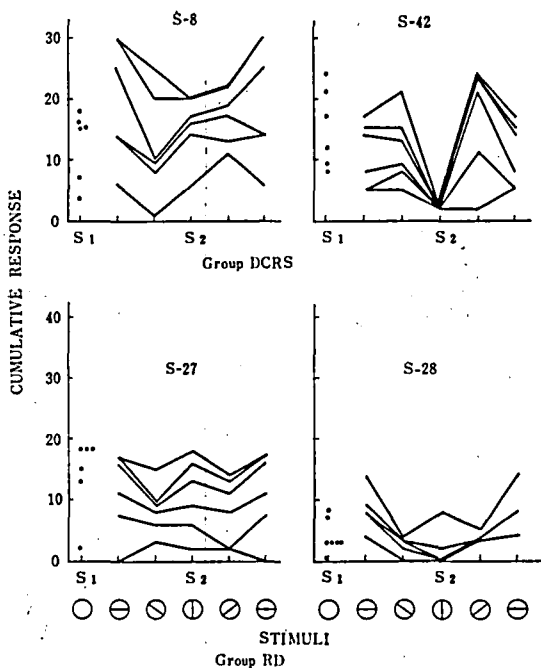 S-8
S-42
30
20
10
0
S1
S2
S1
S2
Group DCRS
CUMULATIVE RESPONSE
S-27
S-28
40
30
20
10
0
S1
S2
S1
S2
STIMULI
Group RD